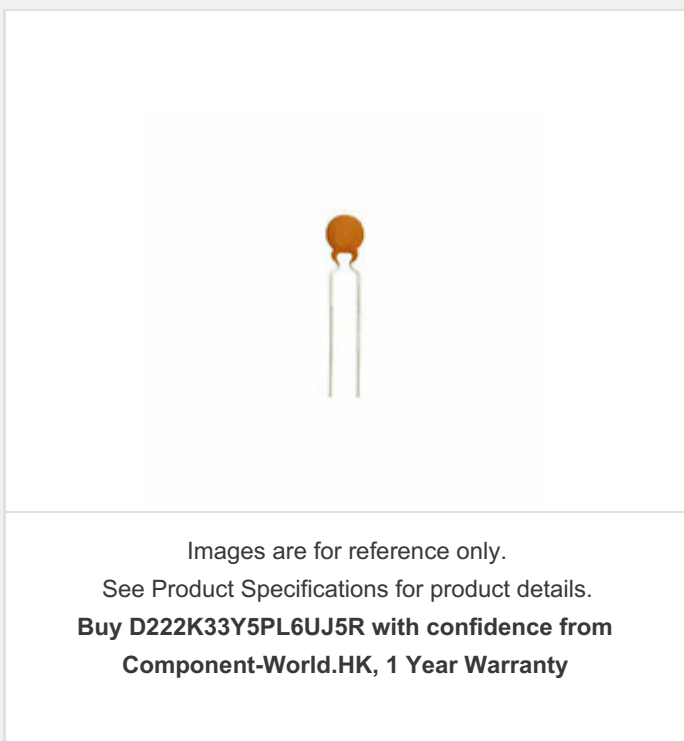 Images are for reference only.
See Product Specifications for product details.
Buy D222K33Y5PL6UJ5R with confidence from
Component-World.HK, 1 Year Warranty